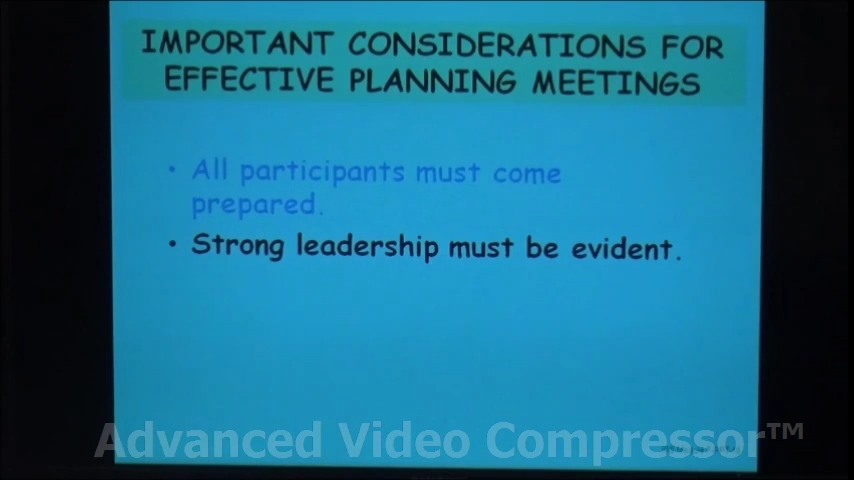 IMPORTANT CONSIDERATIONS FOR
EFFECTIVE PLANNING MEETINGS
• All participants must come
prepared.
• Strong leadership must be evident.
Advanced Video Compressor™